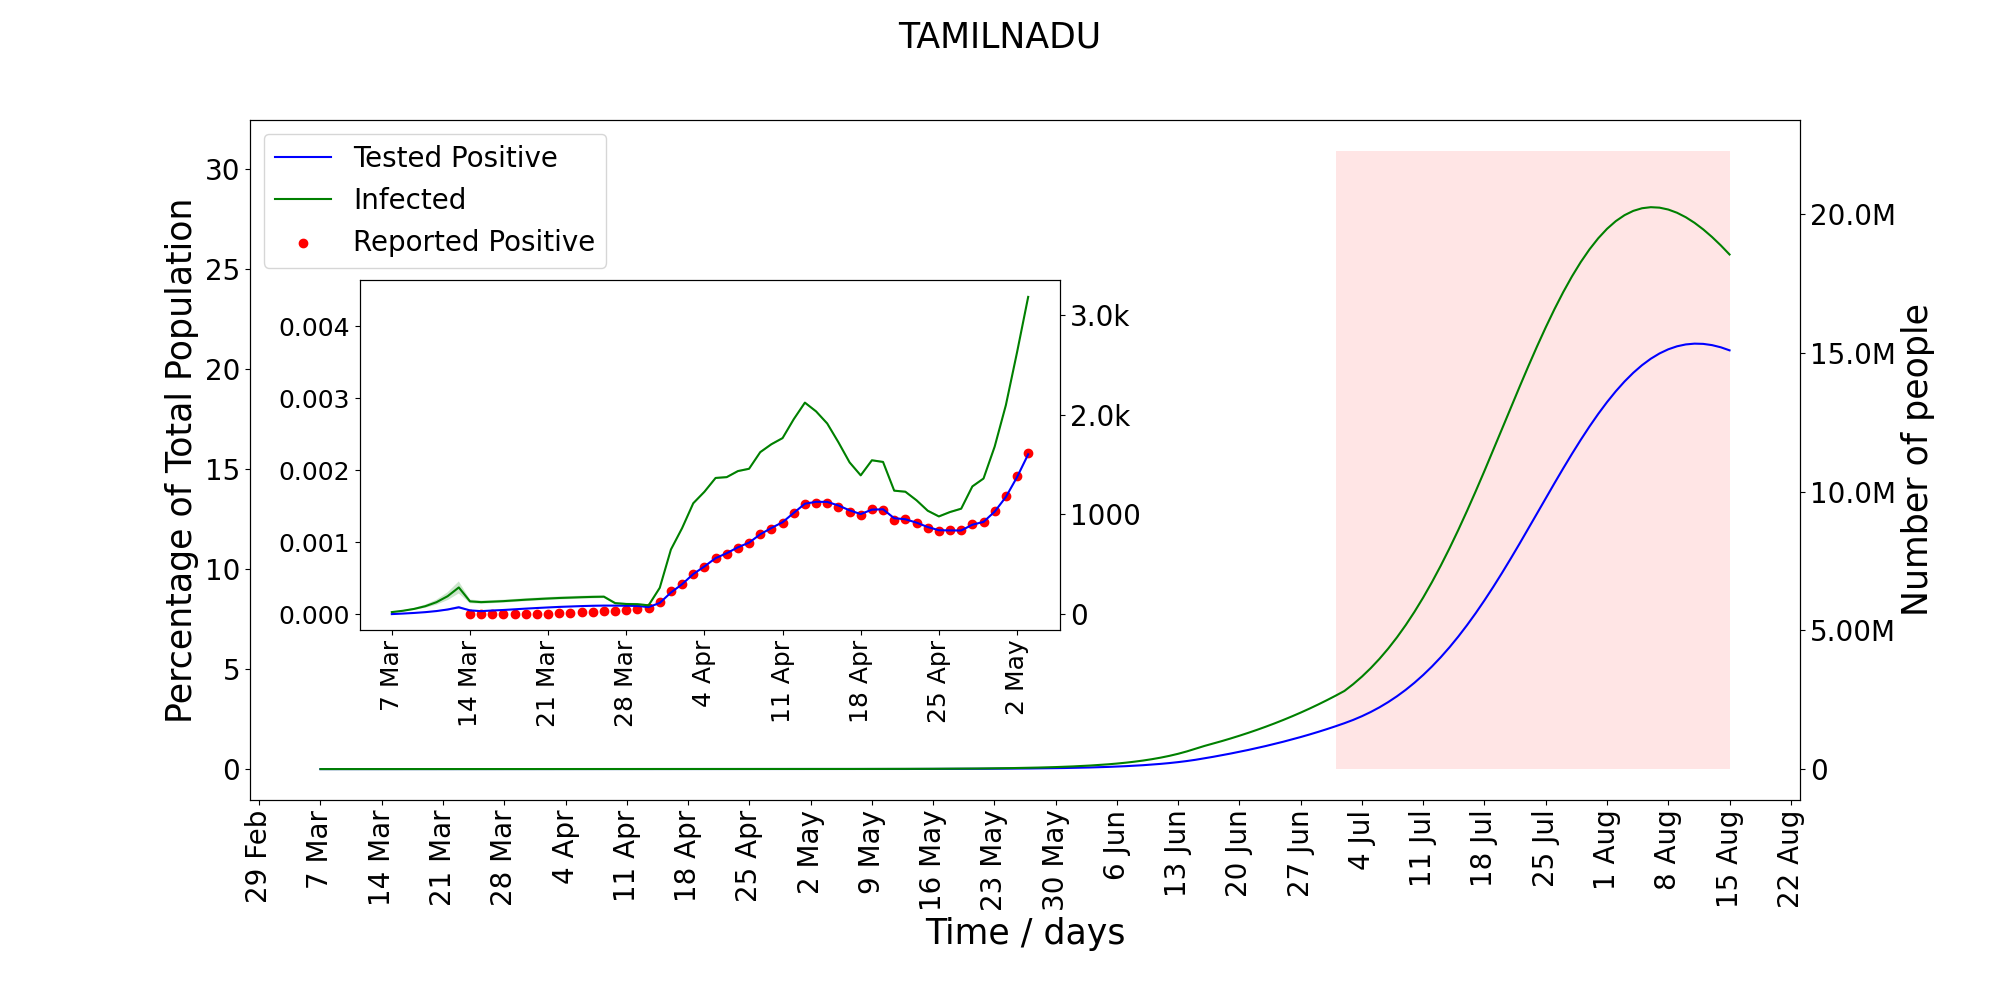 TAMILNADU
Tested Positive
Infected
Reported Positive
Percentage of Total Population
30
25
20
15
10
5
0
20.0M
15.0M
10.0M
5.00M
0
Number of people
0.004
0.003
0.002
0.001
0.000
3.0k
2.0k
1000
0
7 Mar
14 Mar
21 Mar
28 Mar
4 Apr
11 Apr
18 Apr
25 Apr
2 May
29 Feb
7 Mar
14 Mar
21 Mar
28 Mar
4 Apr
11 Apr
18 Apr
25 Apr
2 May
9 May
16 May
23 May
30 May
6 Jun
13 Jun
20 Jun
27 Jun
4 Jul
11 Jul
18 Jul
25 Jul
1 Aug
8 Aug
15 Aug
22 Aug
Time / days